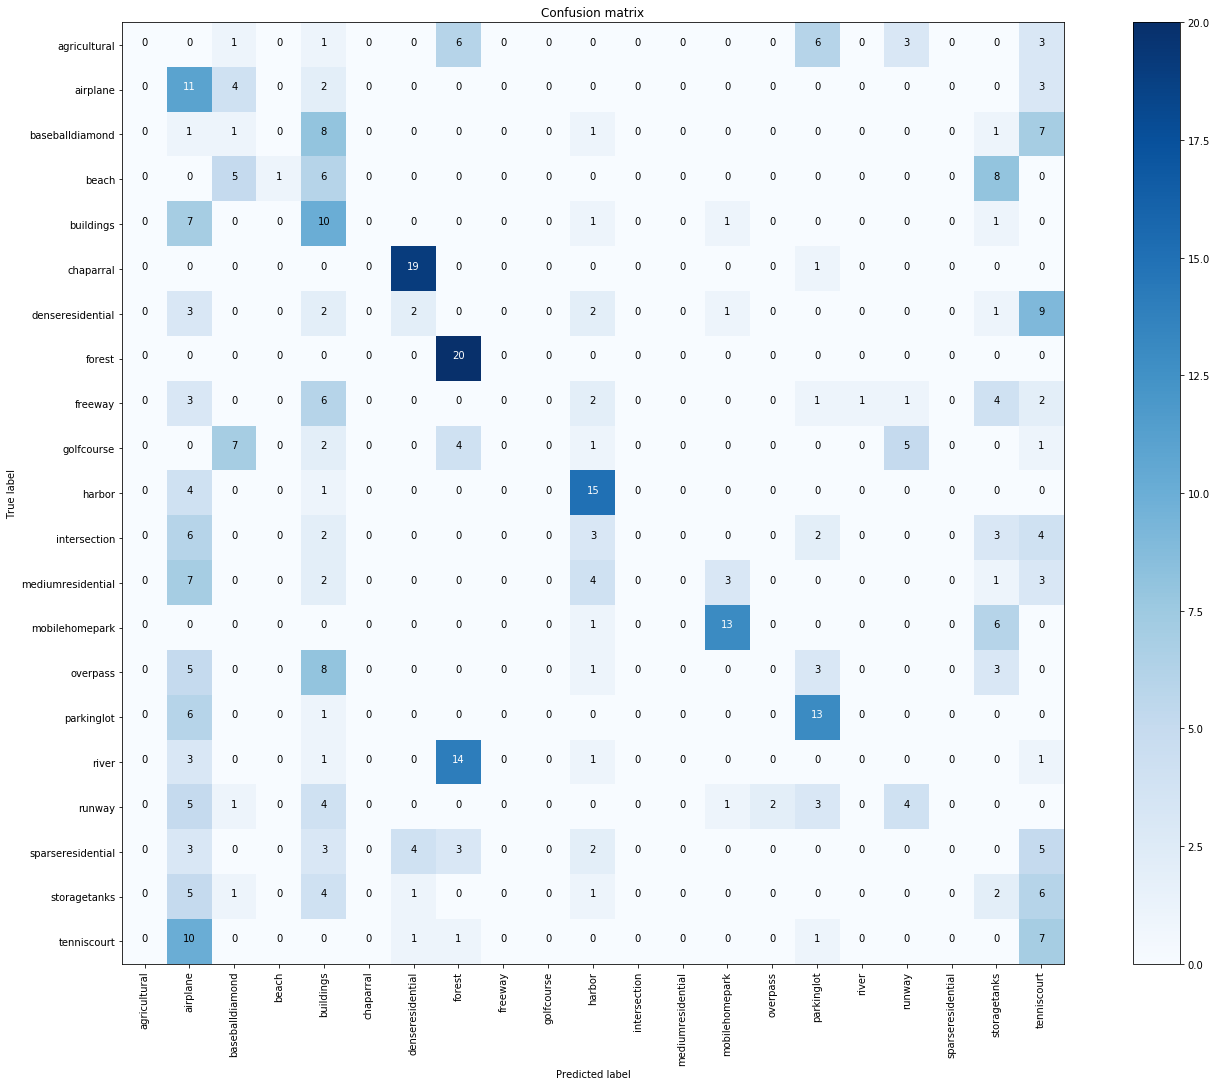 Confusion matrix
agricultural 0 0 1 0 1 0 0 6 0 0 0 0 0 0 0 6 0 3 0 0 3
airplane 0 11 4 0 2 0 0 0 0 0 0 0 0 0 0 0 0 0 0 0 3
baseballdiamond 0 1 1 0 8 0 0 0 0 0 1 0 0 0 0 0 0 0 0 1 7
beach 0 0 5 1 6 0 0 0 0 0 0 0 0 0 0 0 0 0 0 8 0
buildings 0 7 0 0 10 0 0 0 0 0 1 0 0 1 0 0 0 0 0 1 0
chaparral 0 0 0 0 0 0 19 0 0 0 0 0 0 0 0 1 0 0 0 0 0
denseresidential 0 3 0 0 2 0 2 0 0 0 2 0 0 1 0 0 0 0 0 1 9
forest 0 0 0 0 0 0 0 20 0 0 0 0 0 0 0 0 0 0 0 0 0
freeway 0 3 0 0 6 0 0 0 0 0 2 0 0 0 0 1 1 1 0 4 2
golfcourse 0 0 7 0 2 0 0 4 0 0 1 0 0 0 0 0 0 5 0 0 1
harbor 0 4 0 0 1 0 0 0 0 0 15 0 0 0 0 0 0 0 0 0 0
intersection 0 6 0 0 2 0 0 0 0 0 3 0 0 0 0 2 0 0 0 3 4
mediumresidential 0 7 0 0 2 0 0 0 0 0 4 0 0 3 0 0 0 0 0 1 3
mobilehomepark 0 0 0 0 0 0 0 0 0 0 1 0 0 13 0 0 0 0 0 6 0
overpass 0 5 0 0 8 0 0 0 0 0 1 0 0 0 0 3 0 0 0 3 0
parkinglot 0 6 0 0 1 0 0 0 0 0 0 0 0 0 0 13 0 0 0 0 0
river 0 3 0 0 1 0 0 14 0 0 1 0 0 0 0 0 0 0 0 0 1
runway 0 5 1 0 4 0 0 0 0 0 0 0 0 1 2 3 0 4 0 0 0
sparseresidential 0 3 0 0 3 0 4 3 0 0 2 0 0 0 0 0 0 0 0 0 5
storagetanks 0 5 1 0 4 0 1 0 0 0 1 0 0 0 0 0 0 0 0 2 6
tenniscourt 0 10 0 0 0 0 1 1 0 0 0 0 0 0 0 1 0 0 0 0 7
True label
agricultural
airplane
baseballdiamond
beach
buildings
chaparral
denseresidential
forest
freeway
golfcourse
harbor
intersection
mediumresidential
mobilehomepark
overpass
parkinglot
river
runway
sparseresidential
storagetanks
tenniscourt
Predicted label
20.0
17.5
15.0
12.5
10.0
7.5
5.0
2.5
0.0